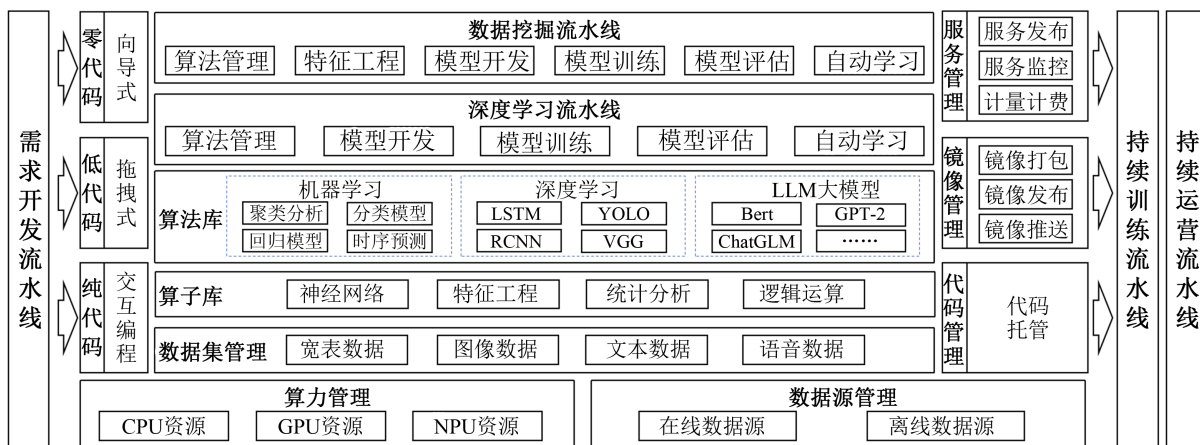 需求开发流水线
零代码
向导式
低代码
拖拽式
纯代码
交互编程
数据挖掘流水线
算法管理 特征工程 模型开发 模型训练 模型评估 自动学习
深度学习流水线
算法管理 模型开发 模型训练 模型评估 自动学习
算法库
机器学习
聚类分析 分类模型
回归模型 时序预测
深度学习
LSTM YOLO
RCNN VGG
LLM大模型
Bert GPT-2
ChatGLM ……
算子库 神经网络 特征工程 统计分析 逻辑运算
数据集管理 宽表数据 图像数据 文本数据 语音数据
服务管理
服务发布
服务监控
计量计费
镜像管理
镜像打包
镜像发布
镜像推送
代码管理
代码
托管
算力管理
CPU资源 GPU资源 NPU资源
数据源管理
在线数据源 离线数据源
持续训练流水线
持续运营流水线